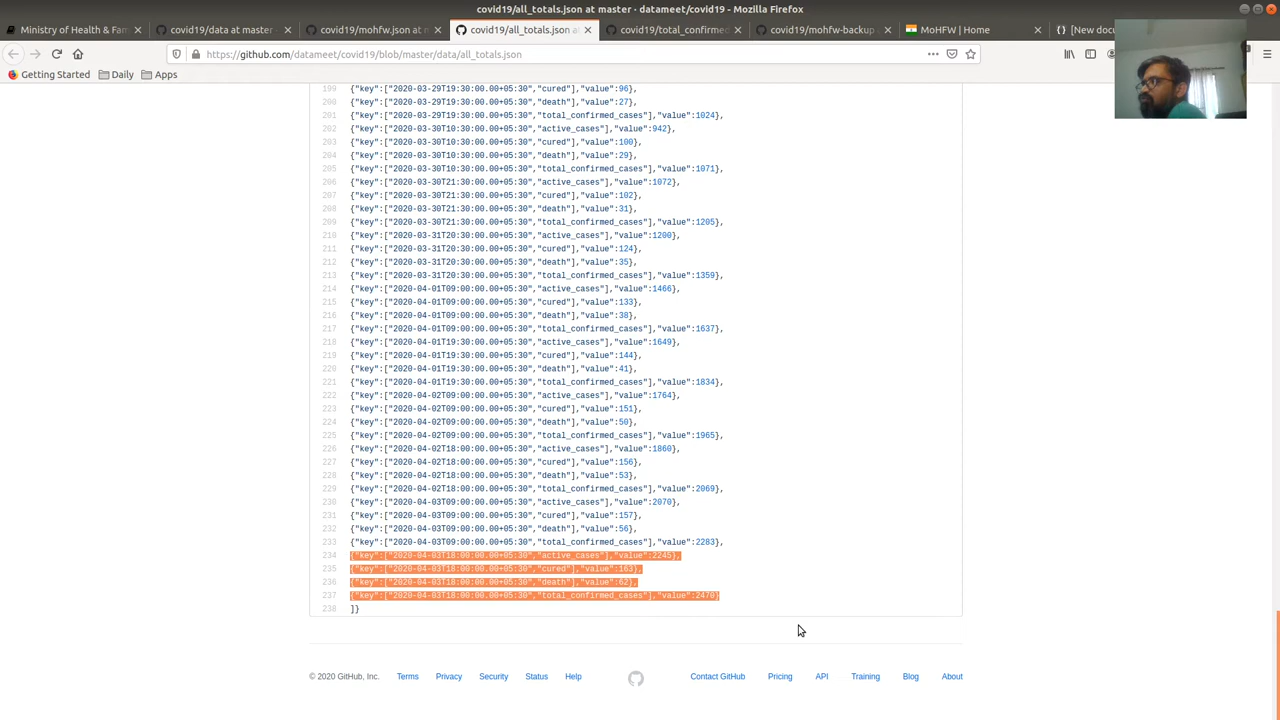 covid19/all_totals.json at master · datameet/covid19 - Mozilla Firefox
Ministry of Health & Fam
covid19/data at master ·
covid19/mohfw.json at m
covid19/all_totals.json a
covid19/total_confirmed
covid19/mohfw-backup a
MoHFW | Home
{} [New doc
https://github.com/datameet/covid19/blob/master/data/all_totals.json
Getting Started
Daily
Apps
199 {"key":["2020-03-29T19:30:00.00+05:30","cured"],"value":96},
200 {"key":["2020-03-29T19:30:00.00+05:30","death"],"value":27},
201 {"key":["2020-03-29T19:30:00.00+05:30","total_confirmed_cases"],"value":1024},
202 {"key":["2020-03-30T10:30:00.00+05:30","active_cases"],"value":942},
203 {"key":["2020-03-30T10:30:00.00+05:30","cured"],"value":100},
204 {"key":["2020-03-30T10:30:00.00+05:30","death"],"value":29},
205 {"key":["2020-03-30T10:30:00.00+05:30","total_confirmed_cases"],"value":1071},
206 {"key":["2020-03-30T21:30:00.00+05:30","active_cases"],"value":1072},
207 {"key":["2020-03-30T21:30:00.00+05:30","cured"],"value":102},
208 {"key":["2020-03-30T21:30:00.00+05:30","death"],"value":31},
209 {"key":["2020-03-30T21:30:00.00+05:30","total_confirmed_cases"],"value":1205},
210 {"key":["2020-03-31T20:30:00.00+05:30","active_cases"],"value":1200},
211 {"key":["2020-03-31T20:30:00.00+05:30","cured"],"value":124},
212 {"key":["2020-03-31T20:30:00.00+05:30","death"],"value":35},
213 {"key":["2020-03-31T20:30:00.00+05:30","total_confirmed_cases"],"value":1359},
214 {"key":["2020-04-01T09:00:00.00+05:30","active_cases"],"value":1466},
215 {"key":["2020-04-01T09:00:00.00+05:30","cured"],"value":133},
216 {"key":["2020-04-01T09:00:00.00+05:30","death"],"value":38},
217 {"key":["2020-04-01T09:00:00.00+05:30","total_confirmed_cases"],"value":1637},
218 {"key":["2020-04-01T19:30:00.00+05:30","active_cases"],"value":1649},
219 {"key":["2020-04-01T19:30:00.00+05:30","cured"],"value":144},
220 {"key":["2020-04-01T19:30:00.00+05:30","death"],"value":41},
221 {"key":["2020-04-01T19:30:00.00+05:30","total_confirmed_cases"],"value":1834},
222 {"key":["2020-04-02T09:00:00.00+05:30","active_cases"],"value":1764},
223 {"key":["2020-04-02T09:00:00.00+05:30","cured"],"value":151},
224 {"key":["2020-04-02T09:00:00.00+05:30","death"],"value":50},
225 {"key":["2020-04-02T09:00:00.00+05:30","total_confirmed_cases"],"value":1965},
226 {"key":["2020-04-02T18:00:00.00+05:30","active_cases"],"value":1860},
227 {"key":["2020-04-02T18:00:00.00+05:30","cured"],"value":156},
228 {"key":["2020-04-02T18:00:00.00+05:30","death"],"value":53},
229 {"key":["2020-04-02T18:00:00.00+05:30","total_confirmed_cases"],"value":2069},
230 {"key":["2020-04-03T09:00:00.00+05:30","active_cases"],"value":2070},
231 {"key":["2020-04-03T09:00:00.00+05:30","cured"],"value":157},
232 {"key":["2020-04-03T09:00:00.00+05:30","death"],"value":56},
233 {"key":["2020-04-03T09:00:00.00+05:30","total_confirmed_cases"],"value":2283},
234 {"key":["2020-04-03T18:00:00.00+05:30","active_cases"],"value":2245},
235 {"key":["2020-04-03T18:00:00.00+05:30","cured"],"value":163},
236 {"key":["2020-04-03T18:00:00.00+05:30","death"],"value":62},
237 {"key":["2020-04-03T18:00:00.00+05:30","total_confirmed_cases"],"value":2470}
238 ]}
© 2020 GitHub, Inc. Terms Privacy Security Status Help Contact GitHub Pricing API Training Blog About